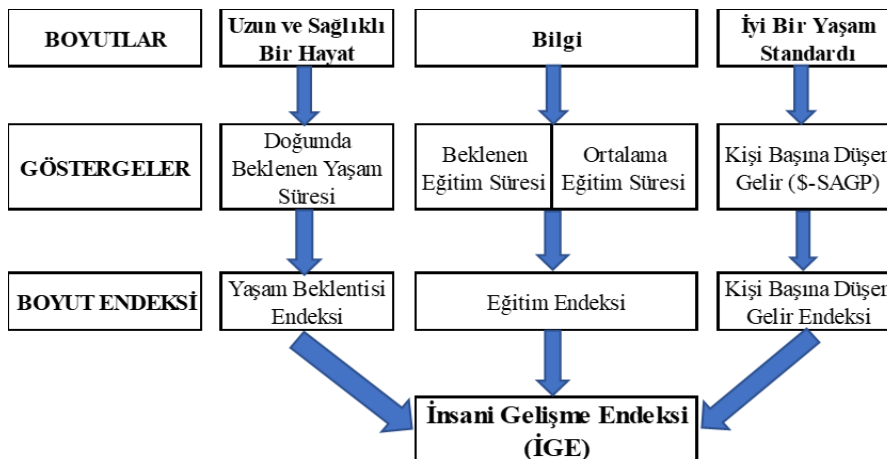 BOYUTLAR
Uzun ve Sağlıklı
Bir Hayat
Bilgi
İyi Bir Yaşam
Standardı
GÖSTERGELER
Doğumda
Beklenen Yaşam
Süresi
Beklenen
Eğitim Süresi
Ortalama
Eğitim Süresi
Kişi Başına Düşen
Gelir ($-SAGP)
BOYUT ENDEKSİ
Yaşam Beklentisi
Endeksi
Eğitim Endeksi
Kişi Başına Düşen
Gelir Endeksi
İnsani Gelişme Endeksi
(İGE)